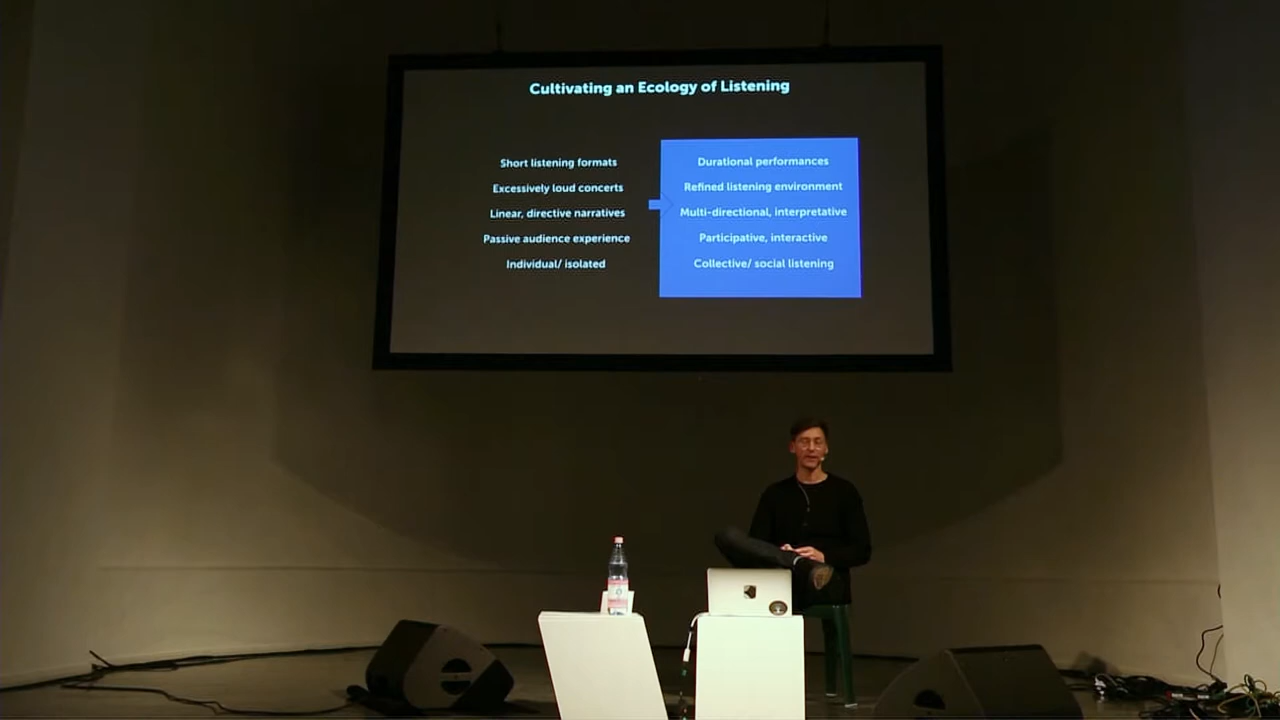 Cultivating an Ecology of Listening
Short listening formats
Excessively loud concerts
Linear, directive narratives
Passive audience experience
Individual/ isolated
Durational performances
Refined listening environment
Multi-directional, interpretative
Participative, interactive
Collective/ social listening